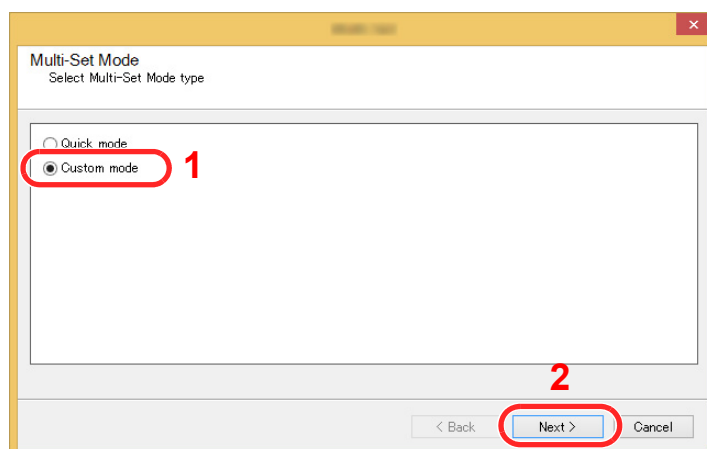 Multi-Set Mode
Select Multi-Set Mode type
Quick mode
Custom mode
1
2
< Back
Next >
Cancel